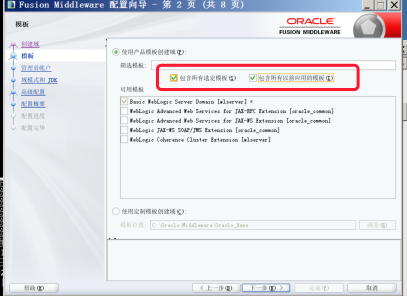 Fusion Middleware 配置向导 - 第 2 页 (共 8 页)
模板
ORACLE
FUSION MIDDLEWARE
创建域
模板
管理员帐户
域模式和 JDK
高级配置
配置概要
配置进度
配置完毕
使用产品模板创建域(P):
筛选模板:
包含所有选定模板(S)
包含所有以前应用的模板(I)
可用模板
Basic WebLogic Server Domain [wlserver] *
WebLogic Advanced Web Services for JAX-RPC Extension [oracle_common]
WebLogic Advanced Web Services for JAX-WS Extension [oracle_common]
WebLogic JAX-WS SOAP/JMS Extension [oracle_common]
WebLogic Coherence Cluster Extension [wlserver]
使用定制模板创建域(C):
模板位置: C:\Oracle\Middleware\Oracle_Home
浏览(R)
帮助(H)
< 上一步(B)
下一步(N) >
完成(F)
取消